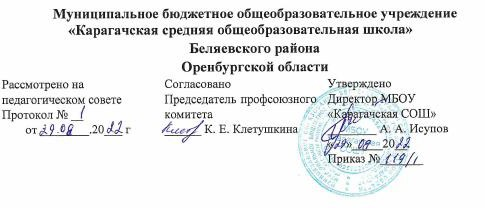 Муниципальное бюджетное общеобразовательное учреждение
«Карагачская средняя общеобразовательная школа»
Беляевского района
Оренбургской области
Рассмотрено на
педагогическом совете
Протокол № 1
от 29.08 .2022 г
Согласовано
Председатель профсоюзного
комитета
К. Е. Клетушкина
Утверждено
Директор МБОУ
«Карагачская СОШ»
А. А. Исупов
2022
Приказ № 119/1